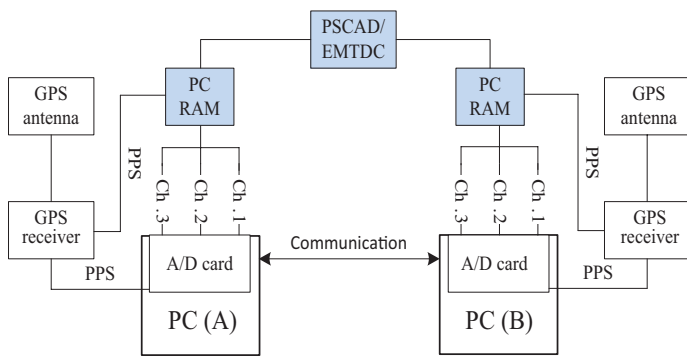 PSCAD/
EMTDC
GPS
antenna
PC
RAM
PC
RAM
GPS
antenna
PPS
PPS
Ch .3
Ch .2
Ch .1
Ch .3
Ch .2
Ch .1
GPS
receiver
GPS
receiver
Communication
A/D card
A/D card
PPS
PPS
PC (A)
PC (B)